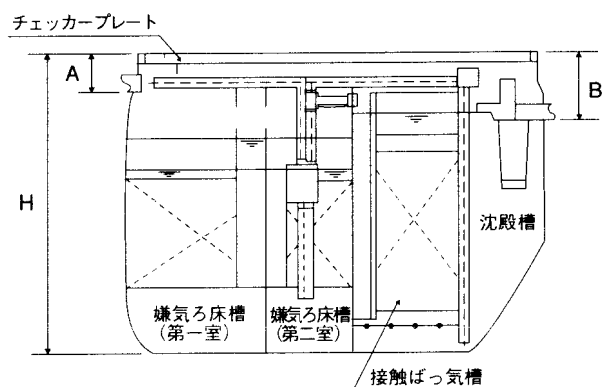 チェッカープレート
A
B
H
沈殿槽
嫌気ろ床槽
(第一室)
嫌気ろ床槽
(第二室)
接触ばっ気槽